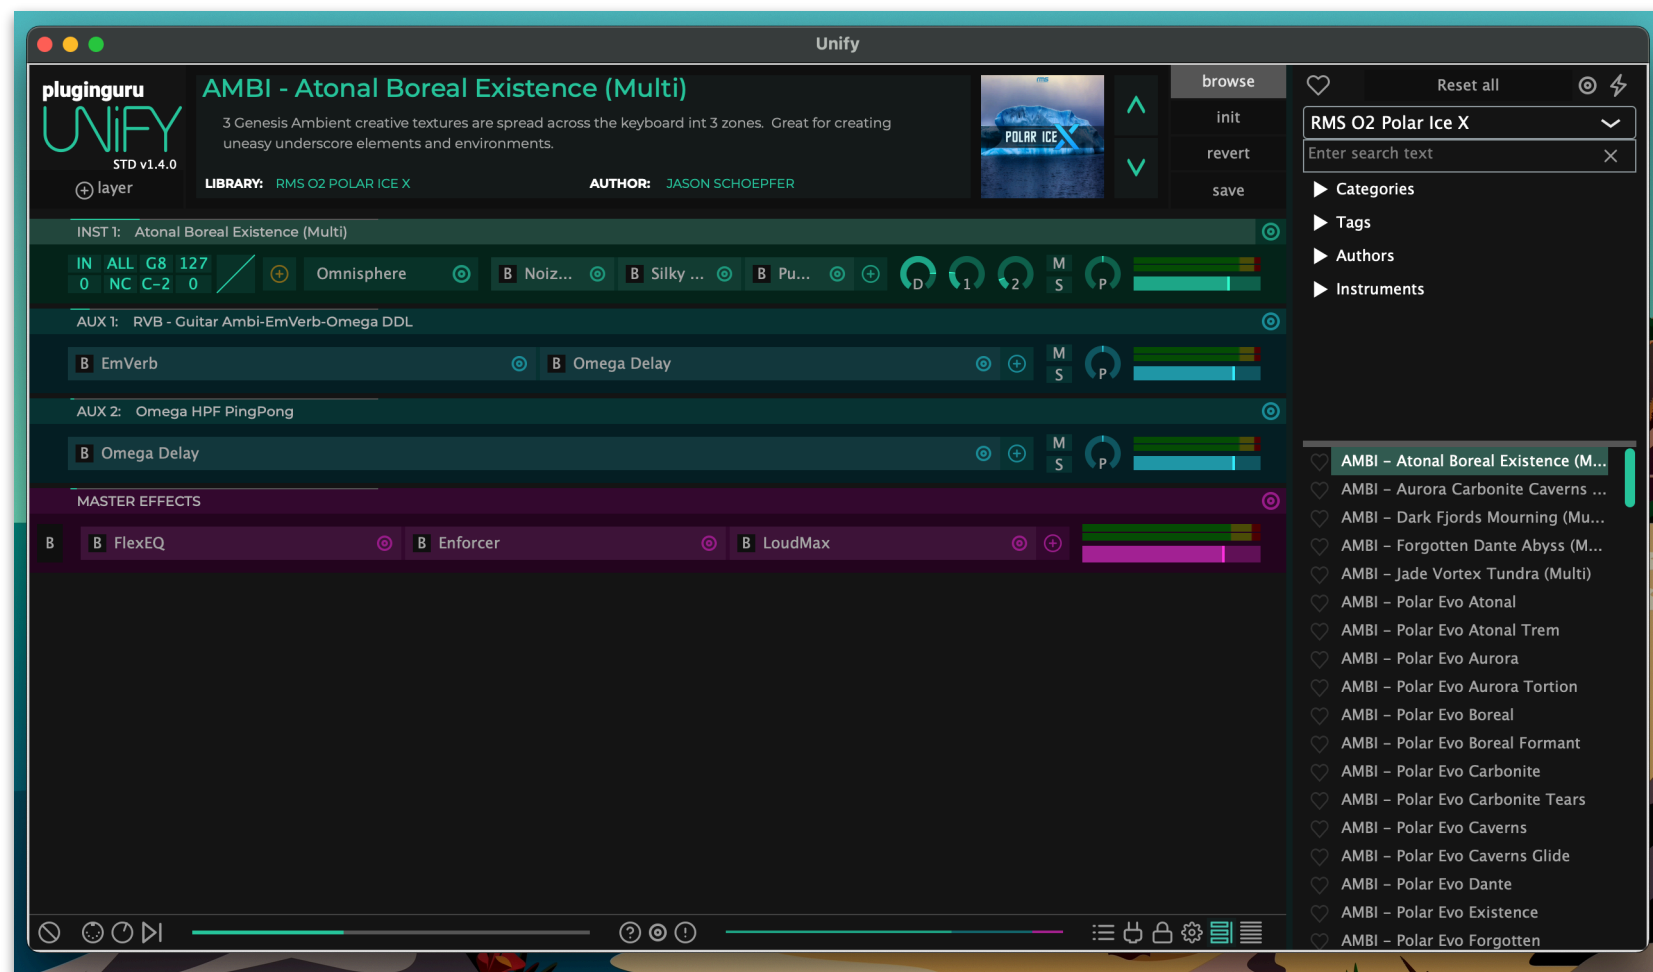 Unify
pluginguru
UNiFY
STD v1.4.0
+ layer
AMBI - Atonal Boreal Existence (Multi)
3 Genesis Ambient creative textures are spread across the keyboard int 3 zones. Great for creating
uneasy underscore elements and environments.
LIBRARY: RMS O2 POLAR ICE X AUTHOR: JASON SCHOEPFER
POLAR ICE X
browse
init
revert
save
INST 1: Atonal Boreal Existence (Multi)
IN ALL G8 127
0 NC C-2 0
Omnisphere
B Noiz... B Silky ... B Pu...
D 1 2 M S P
AUX 1: RVB - Guitar Ambi-EmVerb-Omega DDL
B EmVerb B Omega Delay M S P
AUX 2: Omega HPF PingPong
B Omega Delay M S P
MASTER EFFECTS
B B FlexEQ B Enforcer B LoudMax
Reset all
RMS O2 Polar Ice X
Enter search text
Categories
Tags
Authors
Instruments
AMBI – Atonal Boreal Existence (M...
AMBI – Aurora Carbonite Caverns ...
AMBI – Dark Fjords Mourning (Mu...
AMBI – Forgotten Dante Abyss (M...
AMBI – Jade Vortex Tundra (Multi)
AMBI – Polar Evo Atonal
AMBI – Polar Evo Atonal Trem
AMBI – Polar Evo Aurora
AMBI – Polar Evo Aurora Tortion
AMBI – Polar Evo Boreal
AMBI – Polar Evo Boreal Formant
AMBI – Polar Evo Carbonite
AMBI – Polar Evo Carbonite Tears
AMBI – Polar Evo Caverns
AMBI – Polar Evo Caverns Glide
AMBI – Polar Evo Dante
AMBI – Polar Evo Existence
AMBI – Polar Evo Forgotten